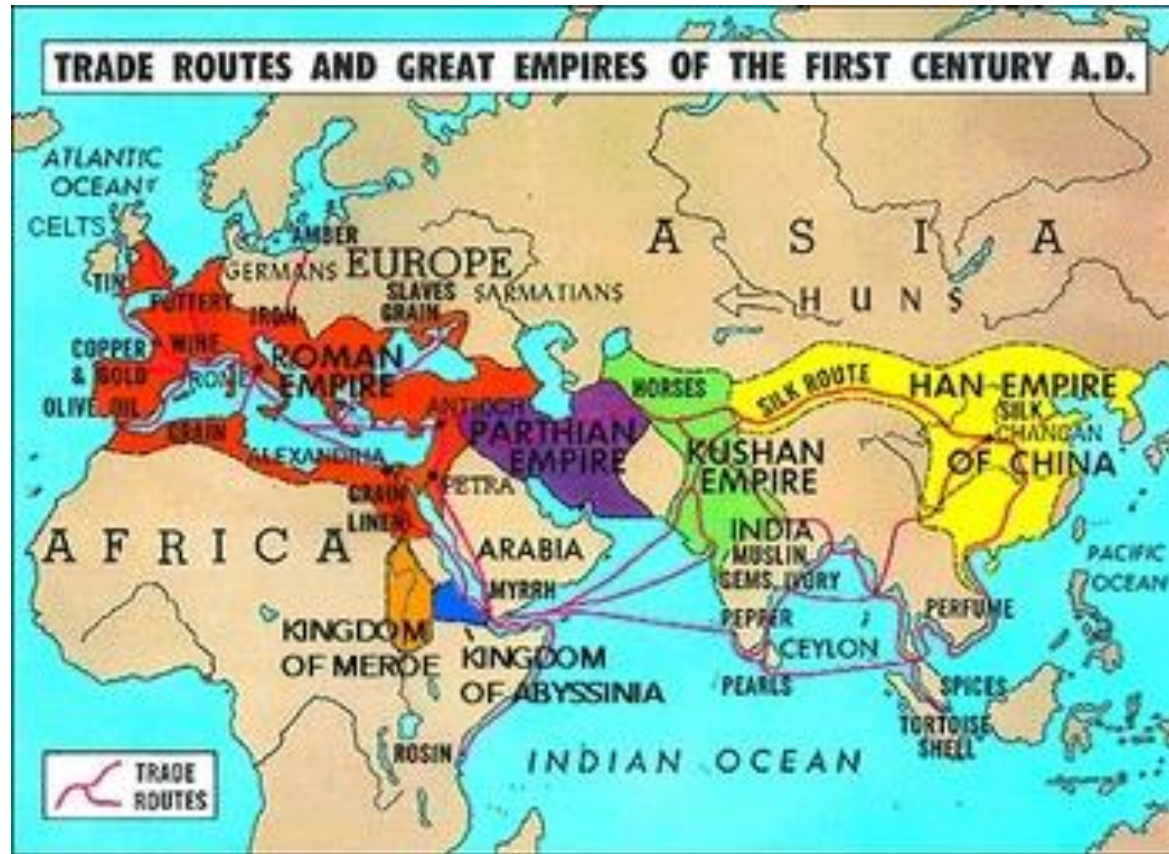 TRADE ROUTES AND GREAT EMPIRES OF THE FIRST CENTURY A.D.
ATLANTIC
OCEAN
CELTS
TIN
AMBER
GERMANS
EUROPE
SLAVES
GRAIN
SARMATIANS
ASIA
HUNS
POTTERY
IRON
COPPER
& GOLD
WINE
ROME
ROMAN
EMPIRE
OLIVE OIL
GRAIN
ANTIOCH
ALEXANDRIA
PETRA
GRAIN
LINEN
PARTHIAN
EMPIRE
HORSES
SILK ROUTE
HAN EMPIRE
OF CHINA
SILK
CHANGAN
KUSHAN
EMPIRE
AFRICA
ARABIA
MYRRH
INDIA
MUSLIN,
GEMS, IVORY
PEPPER
CEYLON
PEARLS
PERFUME
PACIFIC
OCEAN
KINGDOM
OF MEROE
KINGDOM
OF ABYSSINIA
ROSIN
SPICES
TORTOISE
SHELL
INDIAN OCEAN
TRADE
ROUTES